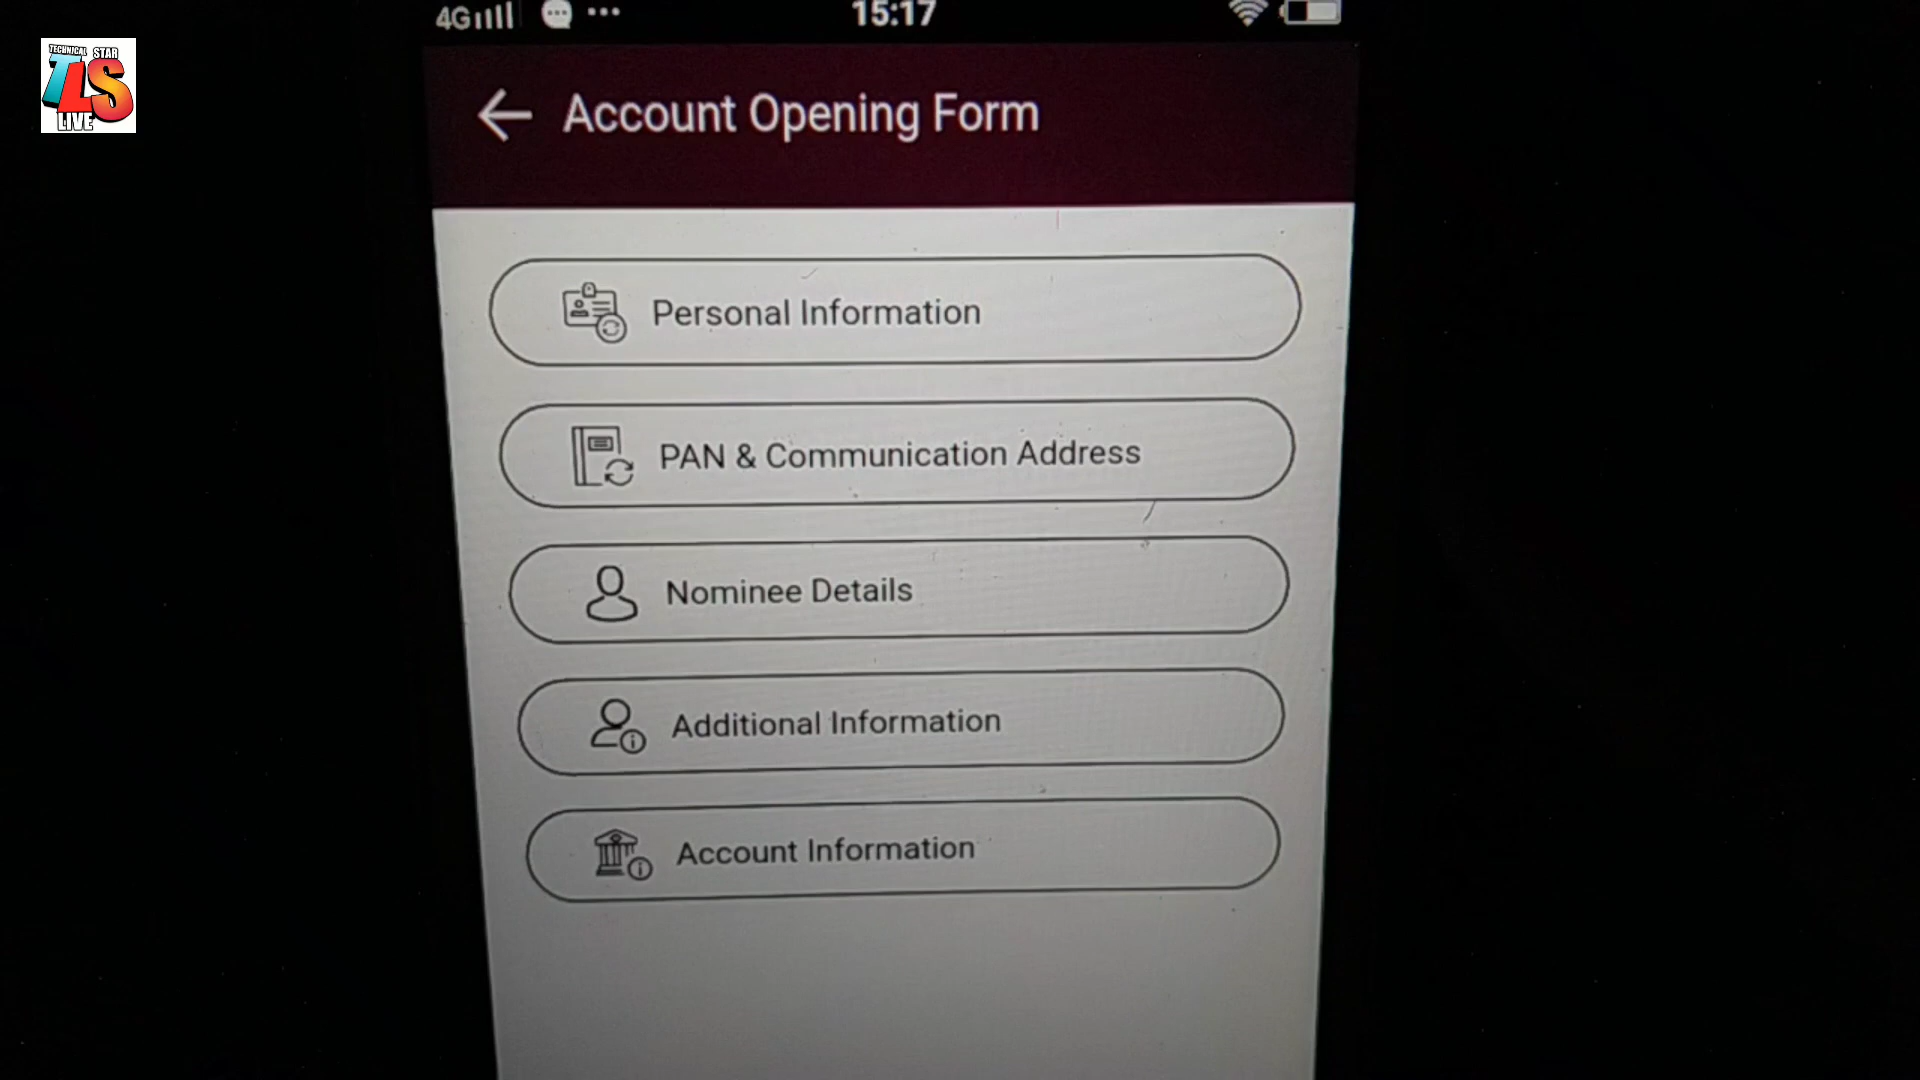 TECHNICAL STAR
TLS
LIVE
4G
15:17
Account Opening Form
Personal Information
PAN & Communication Address
Nominee Details
Additional Information
Account Information